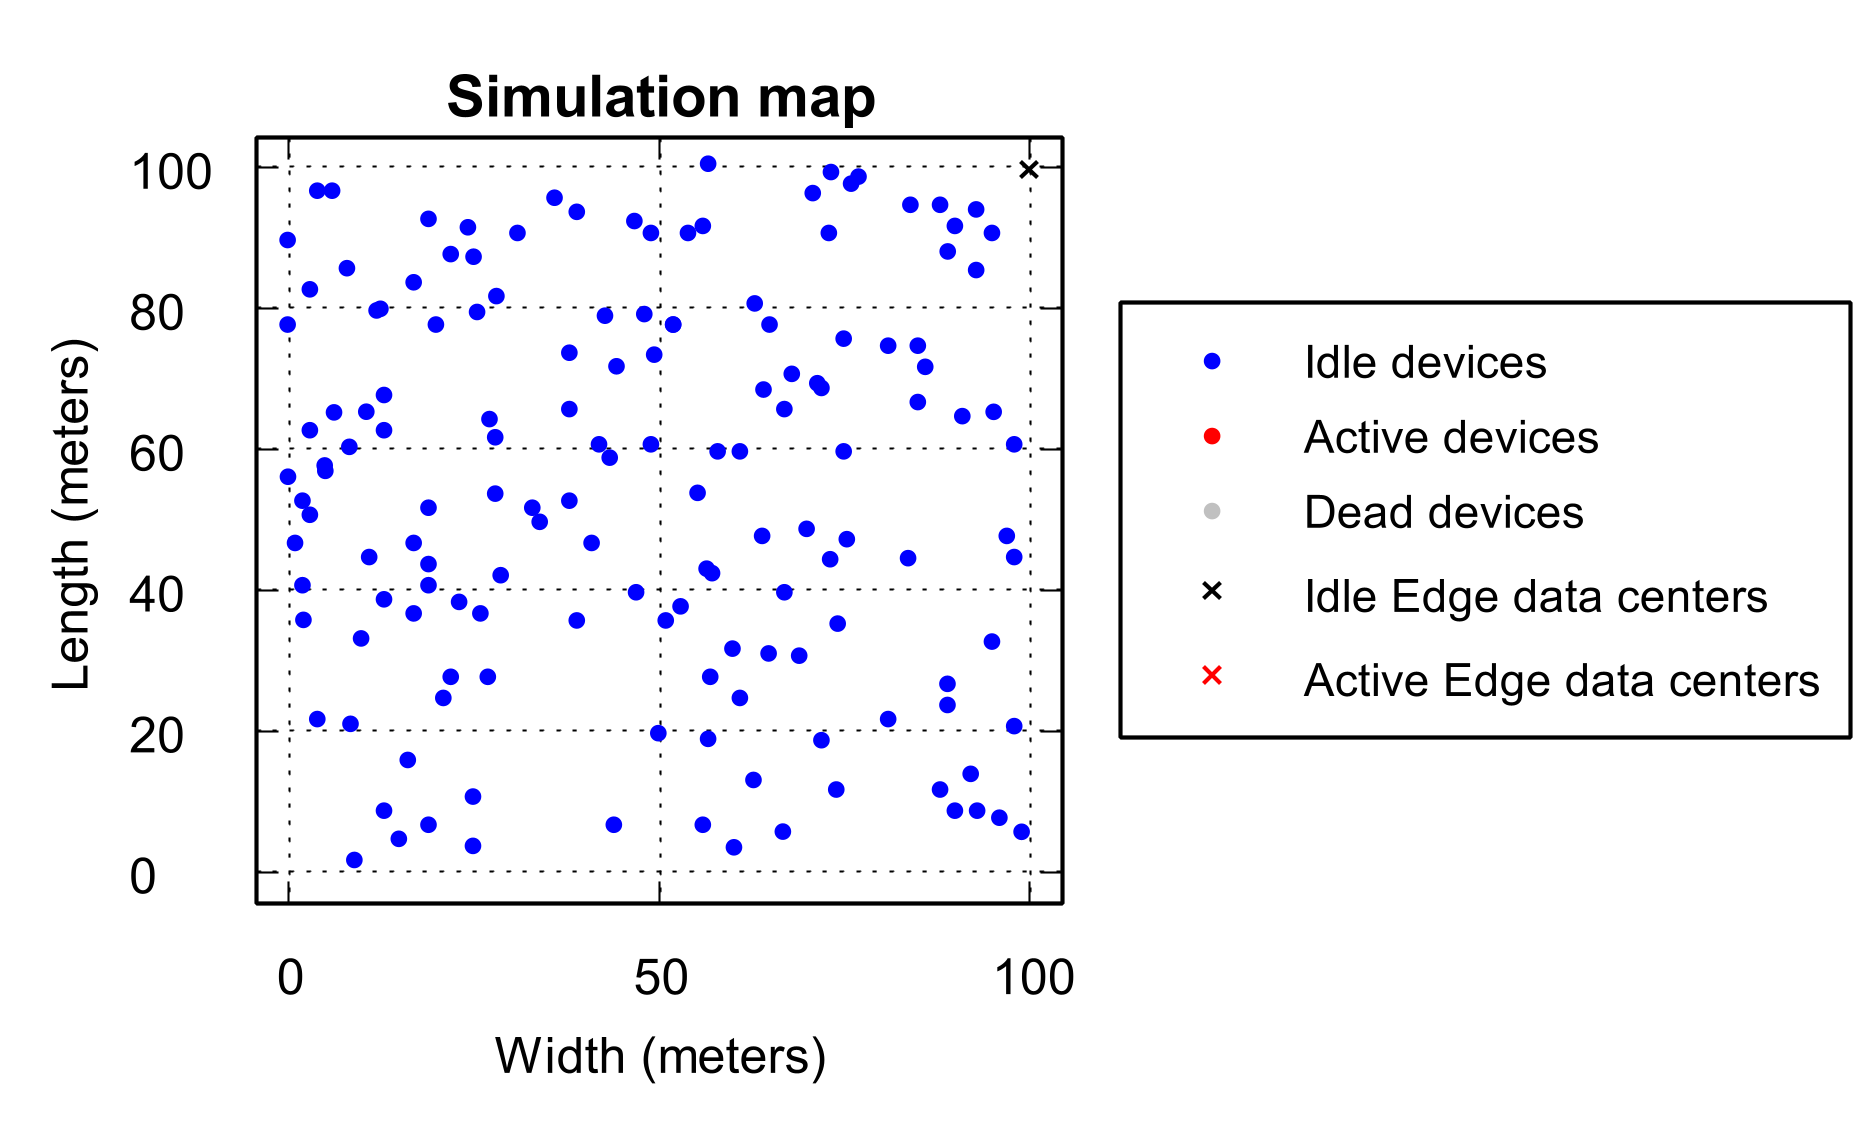 Simulation map
100
80
60
40
20
0
Length (meters)
0 50 100
Width (meters)
Idle devices
Active devices
Dead devices
Idle Edge data centers
Active Edge data centers